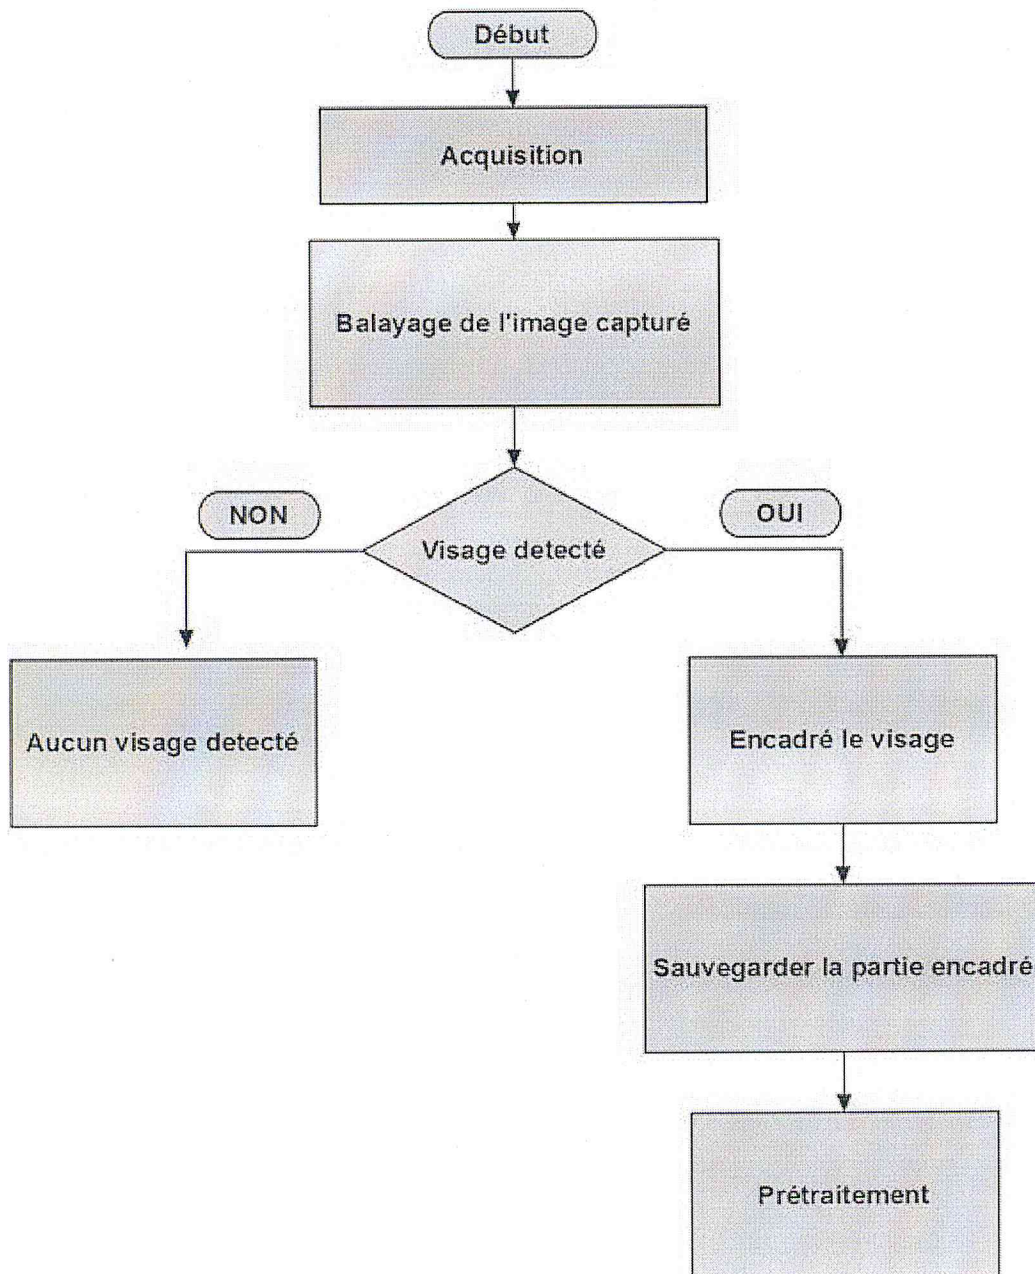 Début
Acquisition
Balayage de l'image capturé
NON
OUI
Visage detecté
Aucun visage detecté
Encadré le visage
Sauvegarder la partie encadré
Prétraitement